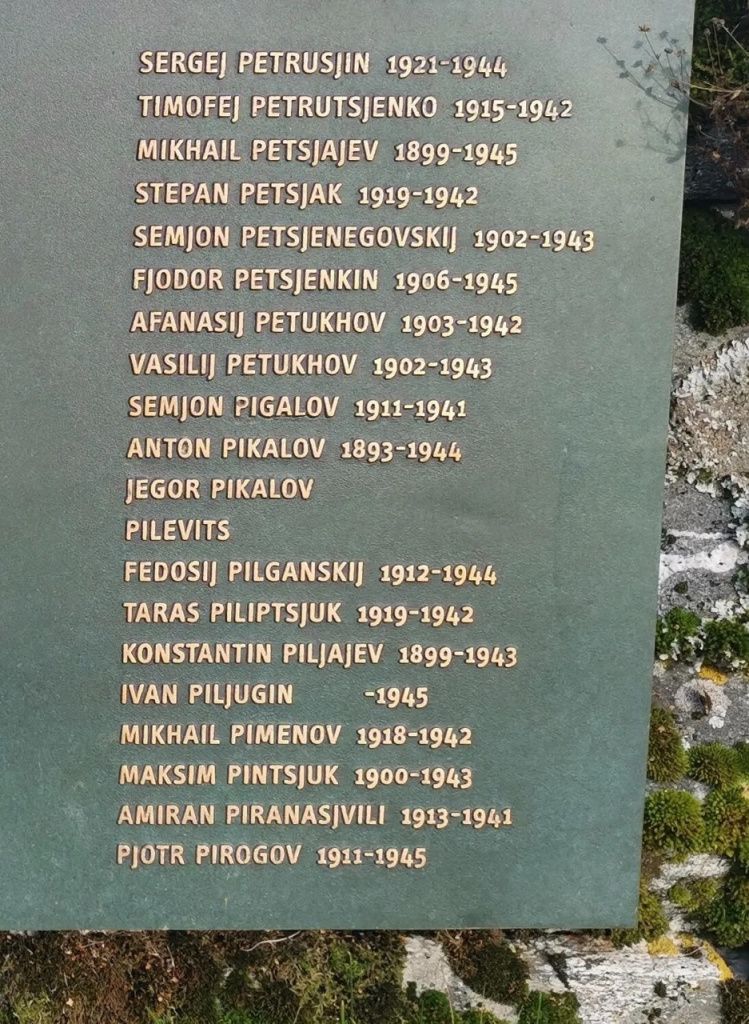 SERGEJ PETRUSJIN 1921-1944
TIMOFEJ PETRUTSJENKO 1915-1942
MIKHAIL PETSJAJEV 1899-1945
STEPAN PETSJAK 1919-1942
SEMJON PETSJENEGOVSKIJ 1902-1943
FJODOR PETSJENKIN 1906-1945
AFANASIJ PETUKHOV 1903-1942
VASILIJ PETUKHOV 1902-1943
SEMJON PIGALOV 1911-1941
ANTON PIKALOV 1893-1944
JEGOR PIKALOV
PILEVITS
FEDOSIJ PILGANSKIJ 1912-1944
TARAS PILIPTSJUK 1919-1942
KONSTANTIN PILJAJEV 1899-1943
IVAN PILJUGIN -1945
MIKHAIL PIMENOV 1918-1942
MAKSIM PINTSJUK 1900-1943
AMIRAN PIRANASJVILI 1913-1941
PJOTR PIROGOV 1911-1945